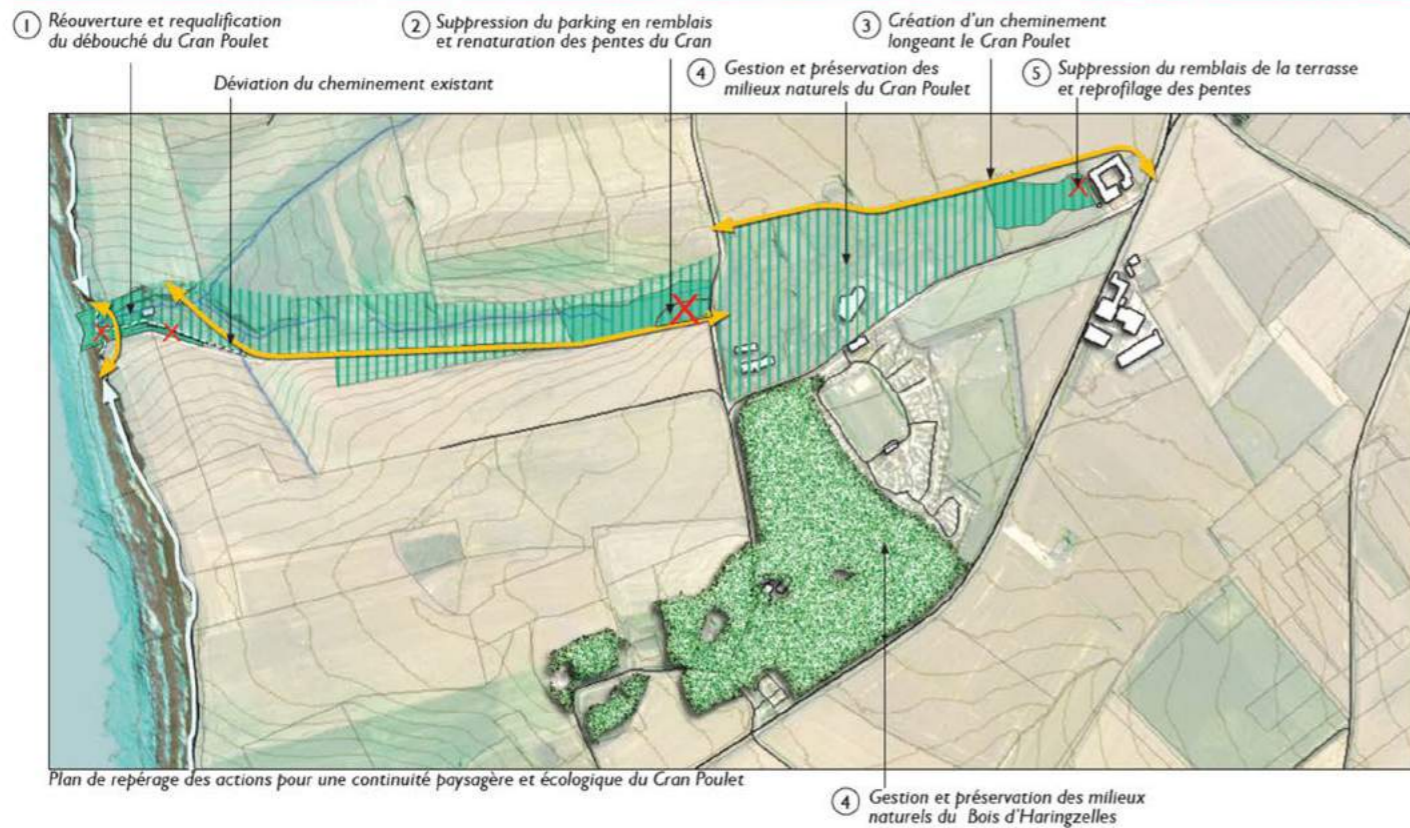 1 Réouverture et requalification
du débouché du Cran Poulet
2 Suppression du parking en remblais
et renaturation des pentes du Cran
3 Création d'un cheminement
longeant le Cran Poulet
Déviation du cheminement existant
4 Gestion et préservation des
milieux naturels du Cran Poulet
5 Suppression du remblais de la terrasse
et reprofilage des pentes
Plan de repérage des actions pour une continuité paysagère et écologique du Cran Poulet
4 Gestion et préservation des milieux
naturels du Bois d'Haringzelles